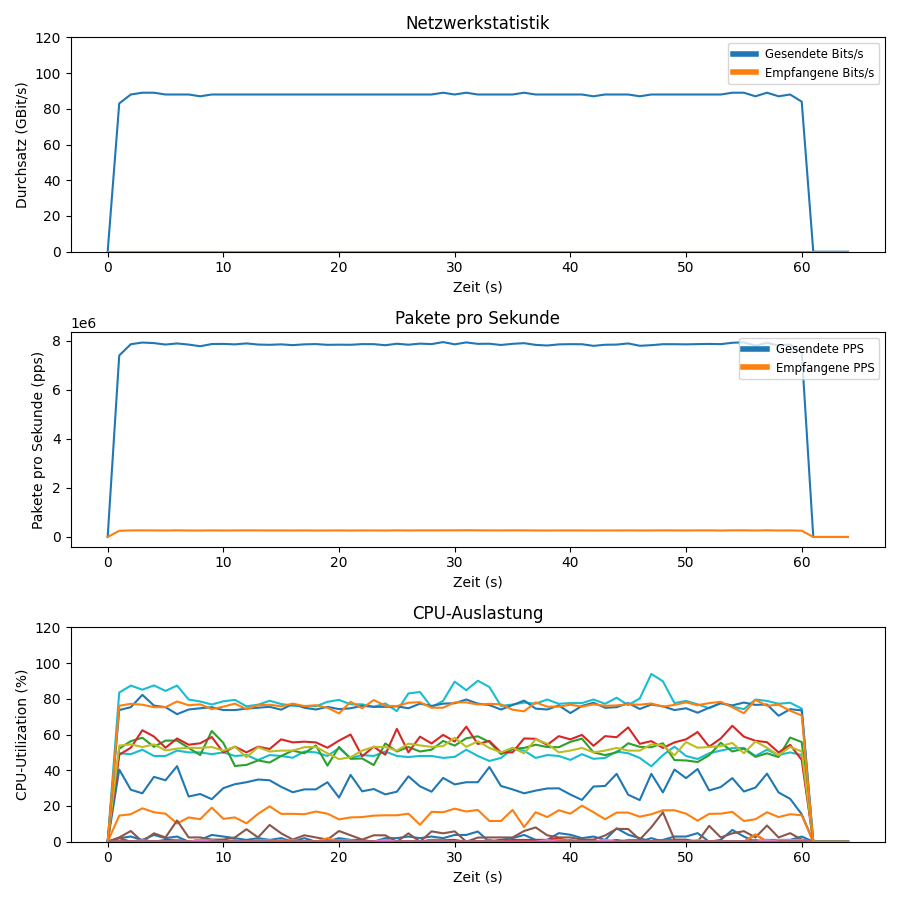 Netzwerkstatistik
120
100
80
60
40
20
0
Durchsatz (GBit/s)
Gesendete Bits/s
Empfangene Bits/s
0 10 20 30 40 50 60
Zeit (s)
Pakete pro Sekunde
1e6
8
6
4
2
0
Pakete pro Sekunde (pps)
Gesendete PPS
Empfangene PPS
0 10 20 30 40 50 60
Zeit (s)
CPU-Auslastung
120
100
80
60
40
20
0
CPU-Utilization (%)
0 10 20 30 40 50 60
Zeit (s)